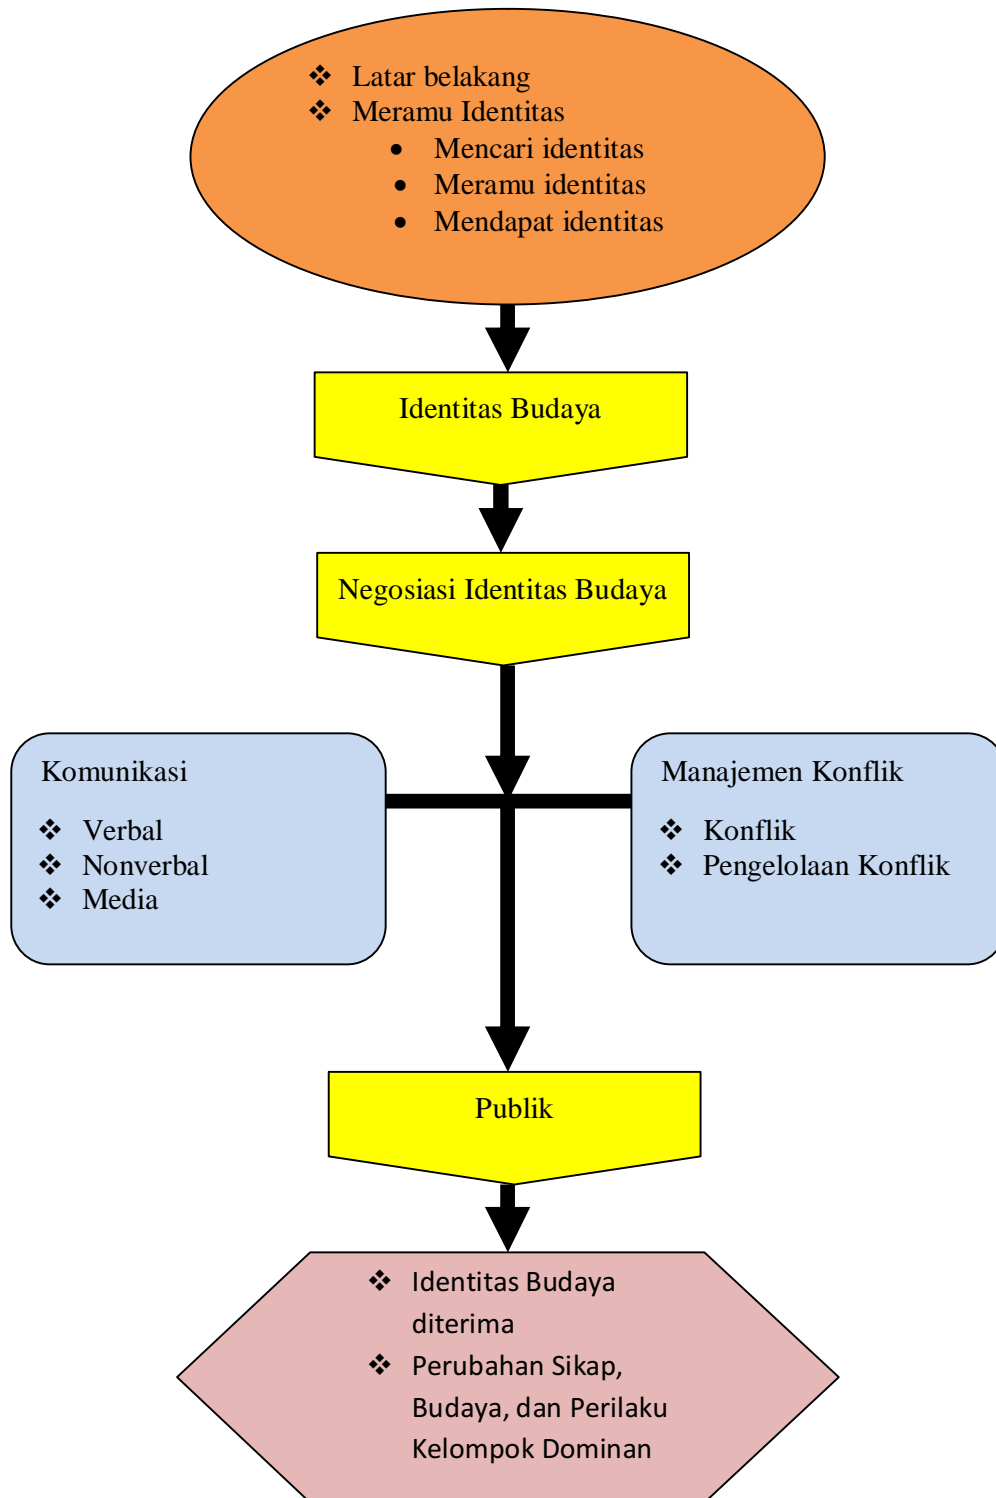 ❖ Latar belakang
❖ Meramu Identitas
• Mencari identitas
• Meramu identitas
• Mendapat identitas
Identitas Budaya
Negosiasi Identitas Budaya
Komunikasi
❖ Verbal
❖ Nonverbal
❖ Media
Manajemen Konflik
❖ Konflik
❖ Pengelolaan Konflik
Publik
❖ Identitas Budaya
diterima
❖ Perubahan Sikap,
Budaya, dan Perilaku
Kelompok Dominan